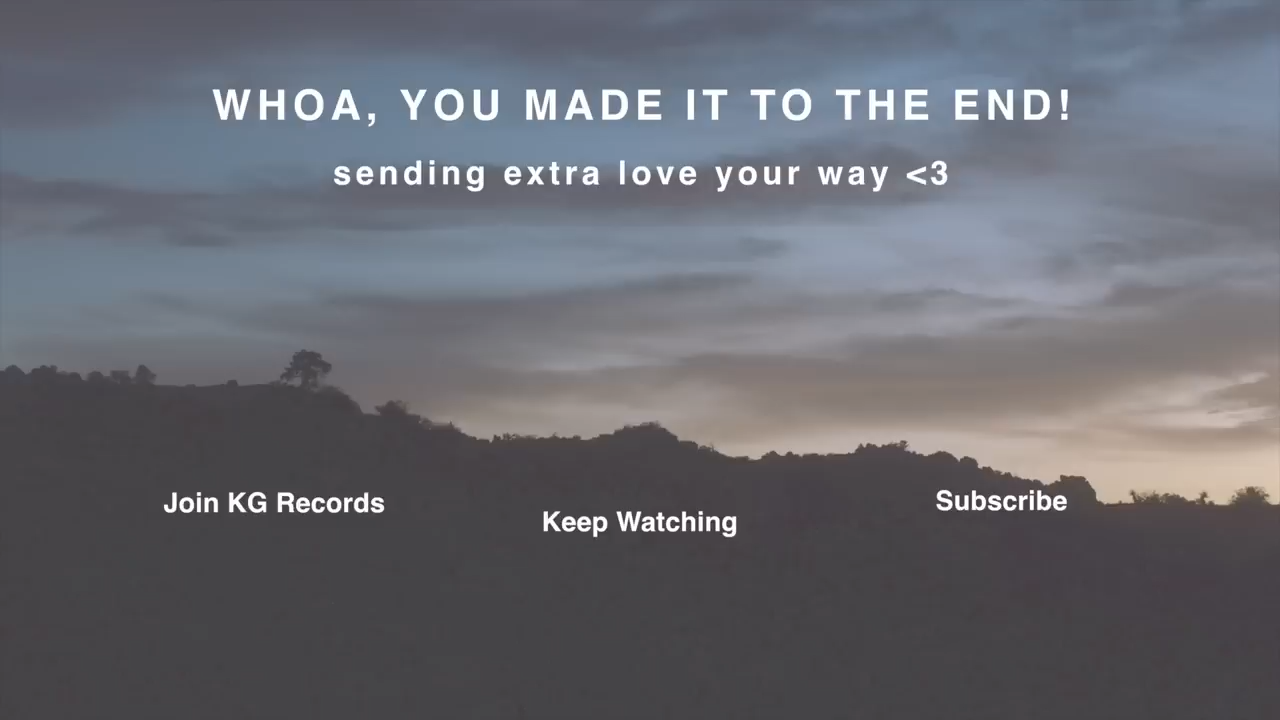 WHOA, YOU MADE IT TO THE END!
sending extra love your way <3
Join KG Records
Keep Watching
Subscribe